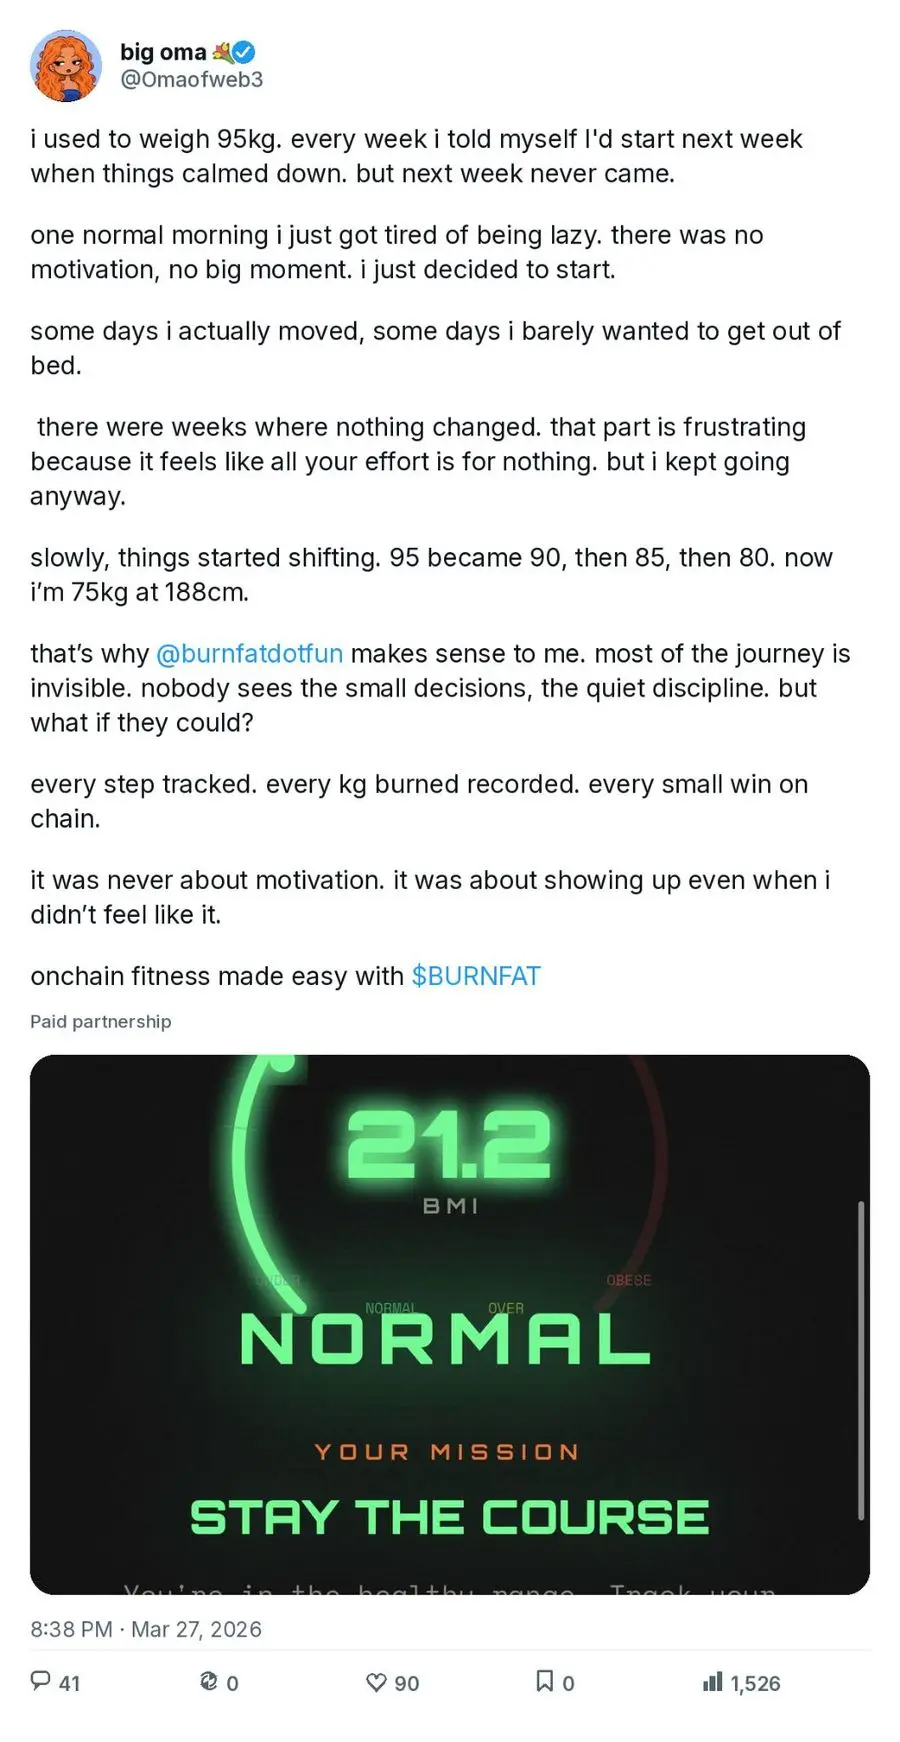 big oma
@Omaofweb3
i used to weigh 95kg. every week i told myself I'd start next week
when things calmed down. but next week never came.
one normal morning i just got tired of being lazy. there was no
motivation, no big moment. i just decided to start.
some days i actually moved, some days i barely wanted to get out of
bed.
there were weeks where nothing changed. that part is frustrating
because it feels like all your effort is for nothing. but i kept going
anyway.
slowly, things started shifting. 95 became 90, then 85, then 80. now
i’m 75kg at 188cm.
that’s why @burnfatdotfun makes sense to me. most of the journey is
invisible. nobody sees the small decisions, the quiet discipline. but
what if they could?
every step tracked. every kg burned recorded. every small win on
chain.
it was never about motivation. it was about showing up even when i
didn’t feel like it.
onchain fitness made easy with $BURNFAT
Paid partnership
21.2
BMI
UNDER
OBESE
NORMAL
OVER
NORMAL
YOUR MISSION
STAY THE COURSE
You're in the healthy range. Track your
8:38 PM · Mar 27, 2026
41
0
90
0
1,526